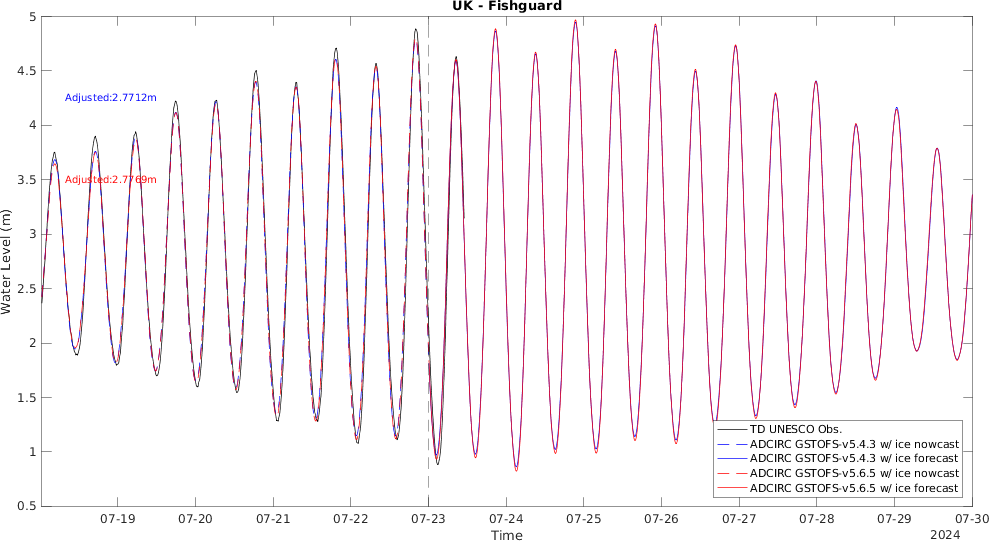 UK - Fishguard
5
4.5
4
3.5
3
2.5
2
1.5
1
0.5
Water Level (m)
Adjusted:2.7712m
Adjusted:2.7769m
TD UNESCO Obs.
ADCIRC GSTOFS-v5.4.3 w/ ice nowcast
ADCIRC GSTOFS-v5.4.3 w/ ice forecast
ADCIRC GSTOFS-v5.6.5 w/ ice nowcast
ADCIRC GSTOFS-v5.6.5 w/ ice forecast
07-19 07-20 07-21 07-22 07-23 07-24 07-25 07-26 07-27 07-28 07-29 07-30
Time
2024